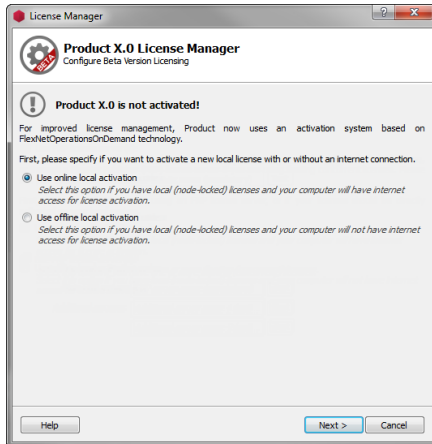 License Manager
Product X.0 License Manager
Configure Beta Version Licensing
BETA
Product X.0 is not activated!
For improved license management, Product now uses an activation system based on
FlexNetOperationsOnDemand technology.
First, please specify if you want to activate a new local license with or without an internet connection.
Use online local activation
Select this option if you have local (node-locked) licenses and your computer will have internet
access for license activation.
Use offline local activation
Select this option if you have local (node-locked) licenses and your computer will not have internet
access for license activation.
Help
Next >
Cancel